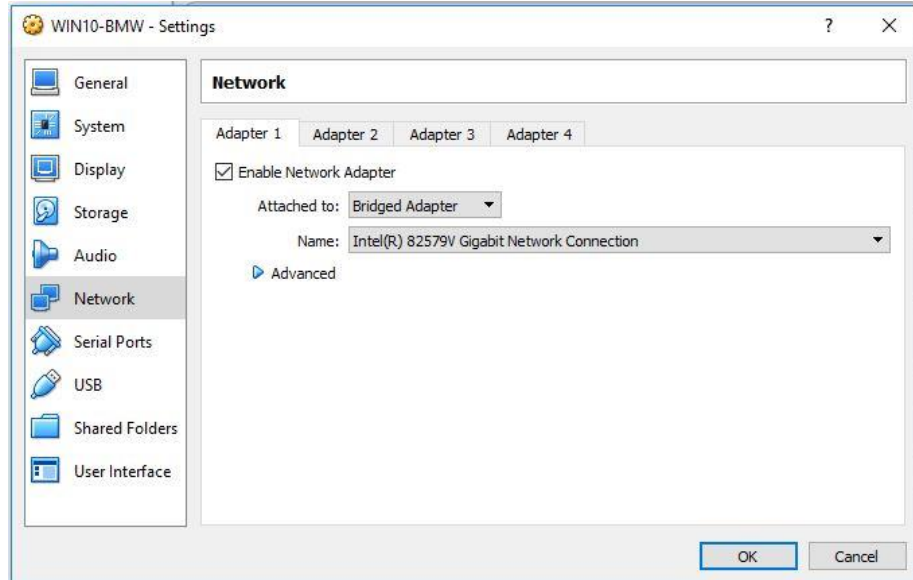 WIN10-BMW - Settings
?
General
System
Display
Storage
Audio
Network
Serial Ports
USB
Shared Folders
User Interface
Network
Adapter 1 Adapter 2 Adapter 3 Adapter 4
Enable Network Adapter
Attached to: Bridged Adapter
Name: Intel(R) 82579V Gigabit Network Connection
Advanced
OK Cancel